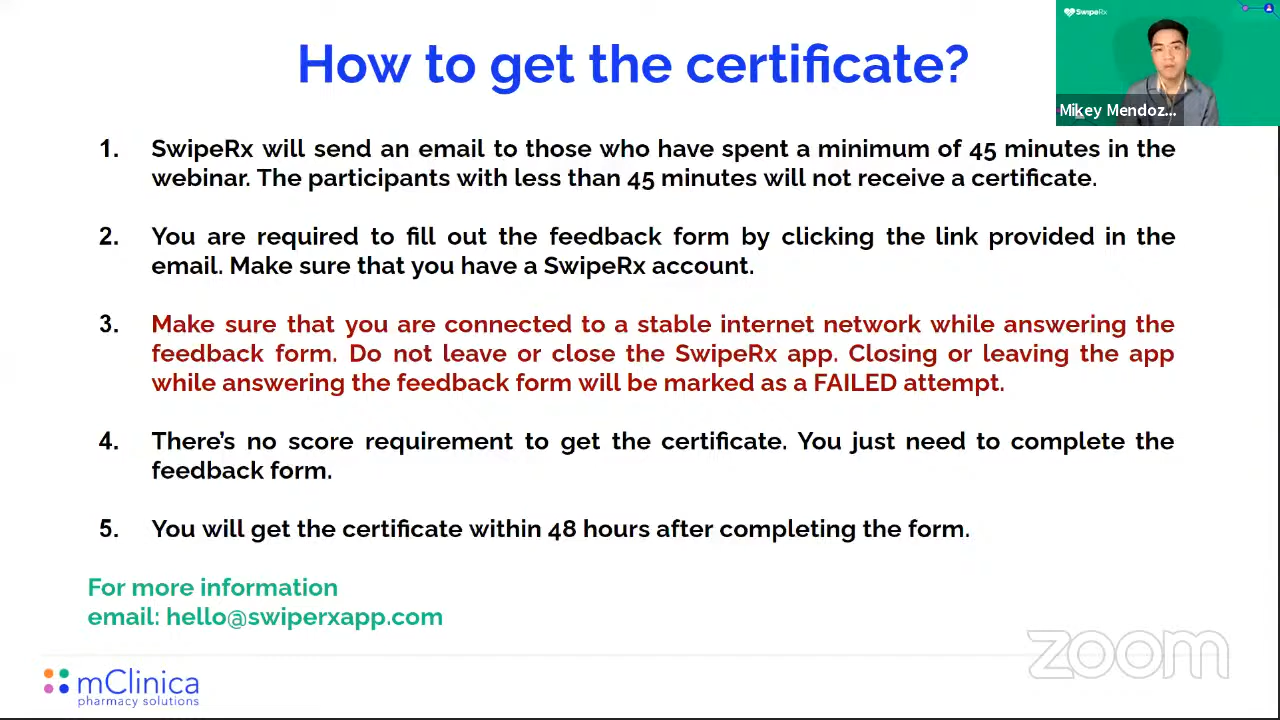 How to get the certificate?
SwipeRx
Mikey Mendoz...
1. SwipeRx will send an email to those who have spent a minimum of 45 minutes in the
webinar. The participants with less than 45 minutes will not receive a certificate.
2. You are required to fill out the feedback form by clicking the link provided in the
email. Make sure that you have a SwipeRx account.
3. Make sure that you are connected to a stable internet network while answering the
feedback form. Do not leave or close the SwipeRx app. Closing or leaving the app
while answering the feedback form will be marked as a FAILED attempt.
4. There’s no score requirement to get the certificate. You just need to complete the
feedback form.
5. You will get the certificate within 48 hours after completing the form.
For more information
email: hello@swiperxapp.com
zoom
mClinica
pharmacy solutions